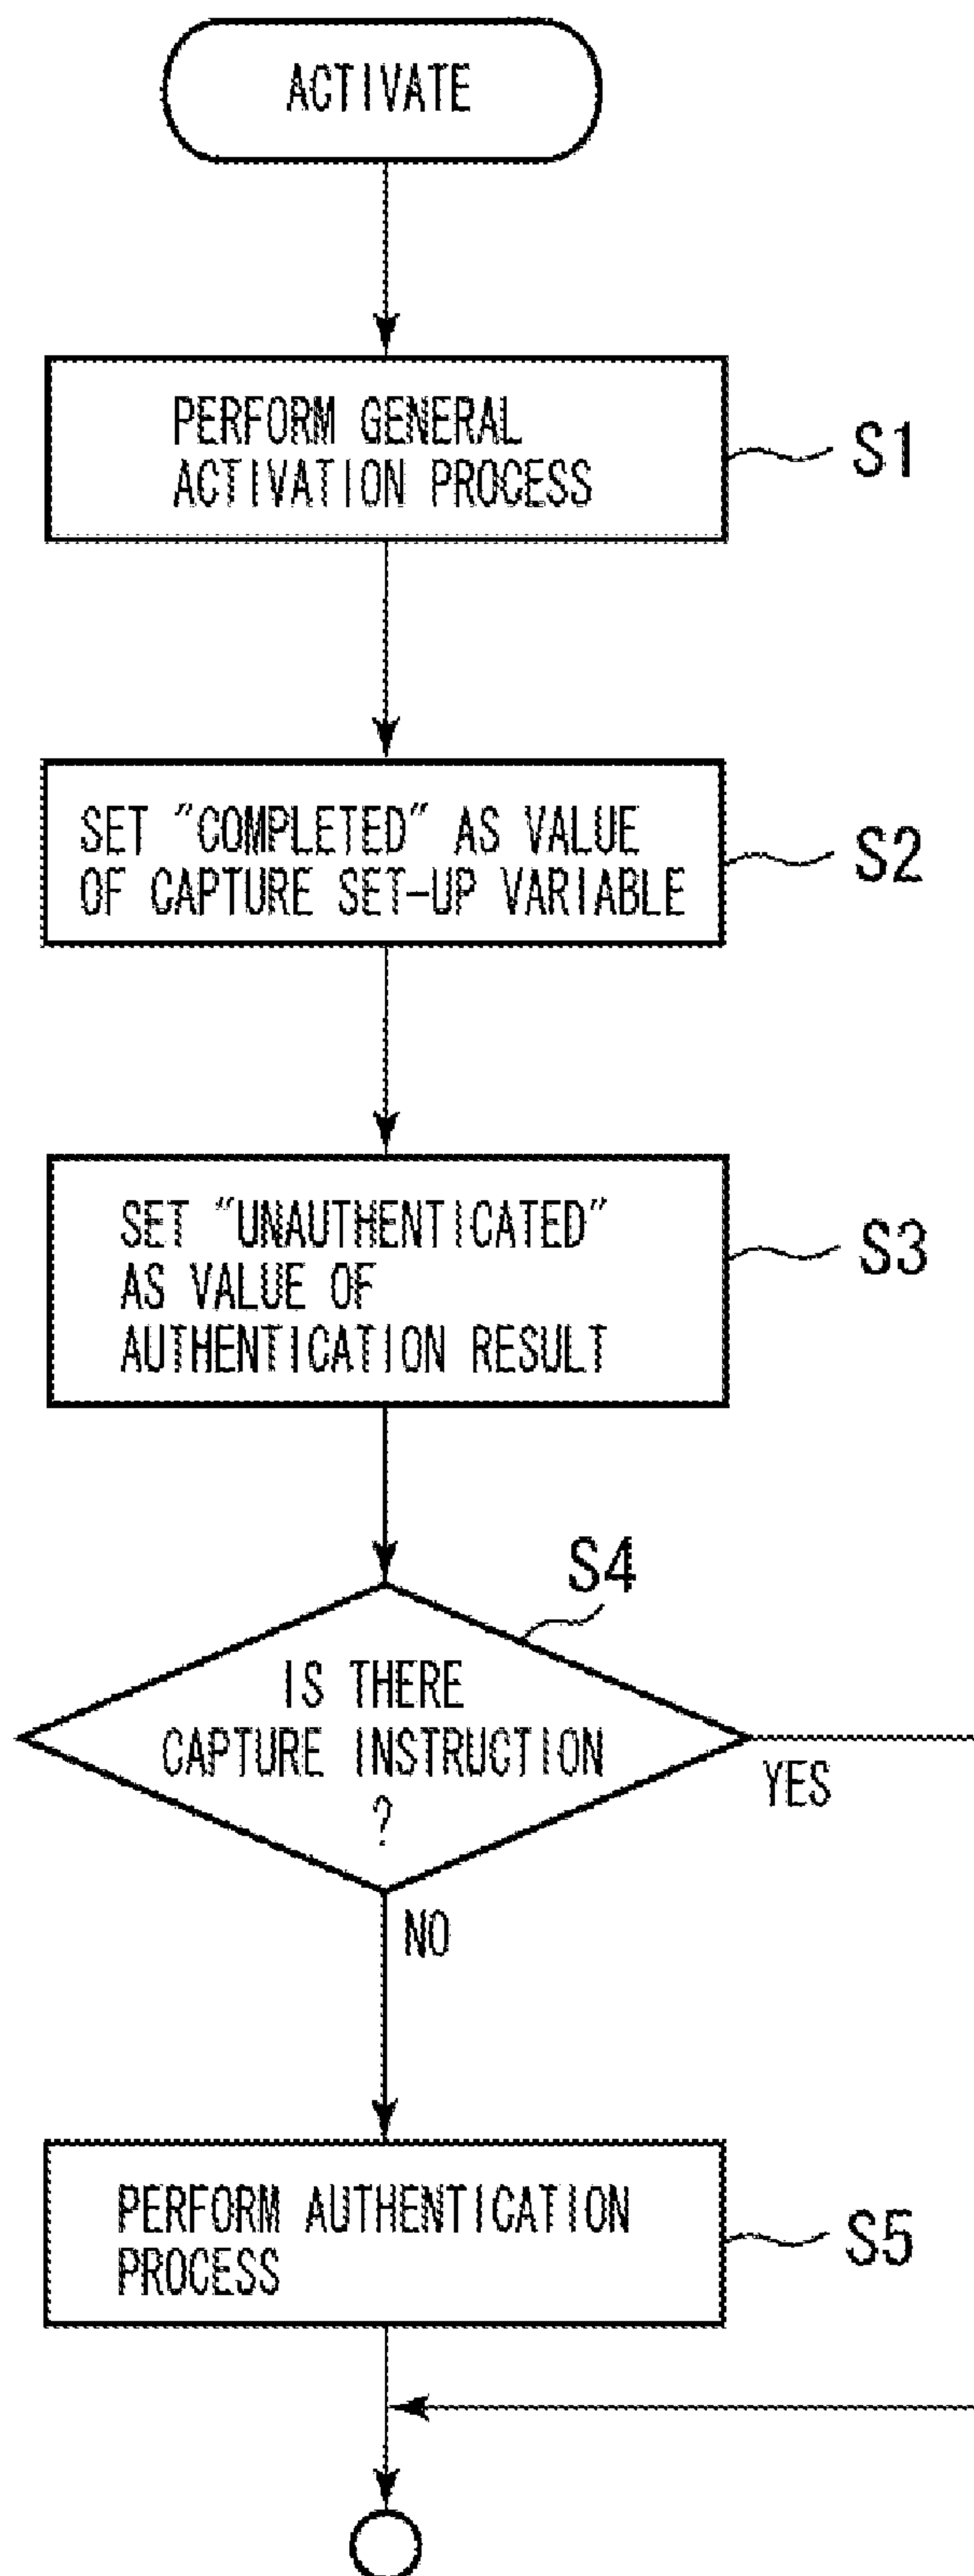 ACTIVATE
PERFORM GENERAL
ACTIVATION PROCESS
S1
SET "COMPLETED" AS VALUE
OF CAPTURE SET-UP VARIABLE
S2
SET "UNAUTHENTICATED"
AS VALUE OF
AUTHENTICATION RESULT
S3
S4
IS THERE
CAPTURE INSTRUCTION
?
YES
NO
PERFORM AUTHENTICATION
PROCESS
S5